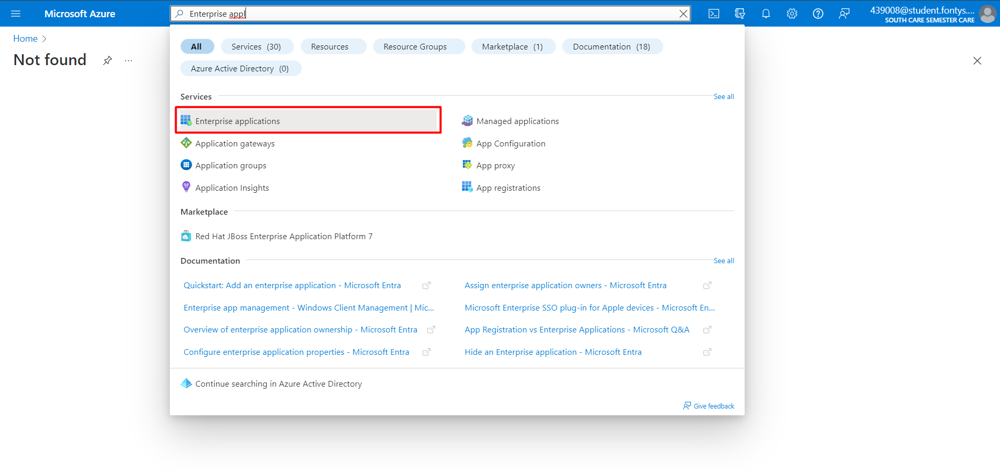 Microsoft Azure
Enterprise appl
439008@student.fontys....
SOUTH CARE SEMESTER CARE
Home
Not found
...
All
Services (30)
Resources
Resource Groups
Marketplace (1)
Documentation (18)
Azure Active Directory (0)
Services
See all
Enterprise applications
Managed applications
Application gateways
App Configuration
Application groups
App proxy
Application Insights
App registrations
Marketplace
Red Hat JBoss Enterprise Application Platform 7
Documentation
See all
Quickstart: Add an enterprise application - Microsoft Entra
Assign enterprise application owners - Microsoft Entra
Enterprise app management - Windows Client Management | Mic...
Microsoft Enterprise SSO plug-in for Apple devices - Microsoft En...
Overview of enterprise application ownership - Microsoft Entra
App Registration vs Enterprise Applications - Microsoft Q&A
Configure enterprise application properties - Microsoft Entra
Hide an Enterprise application - Microsoft Entra
Continue searching in Azure Active Directory
Give feedback